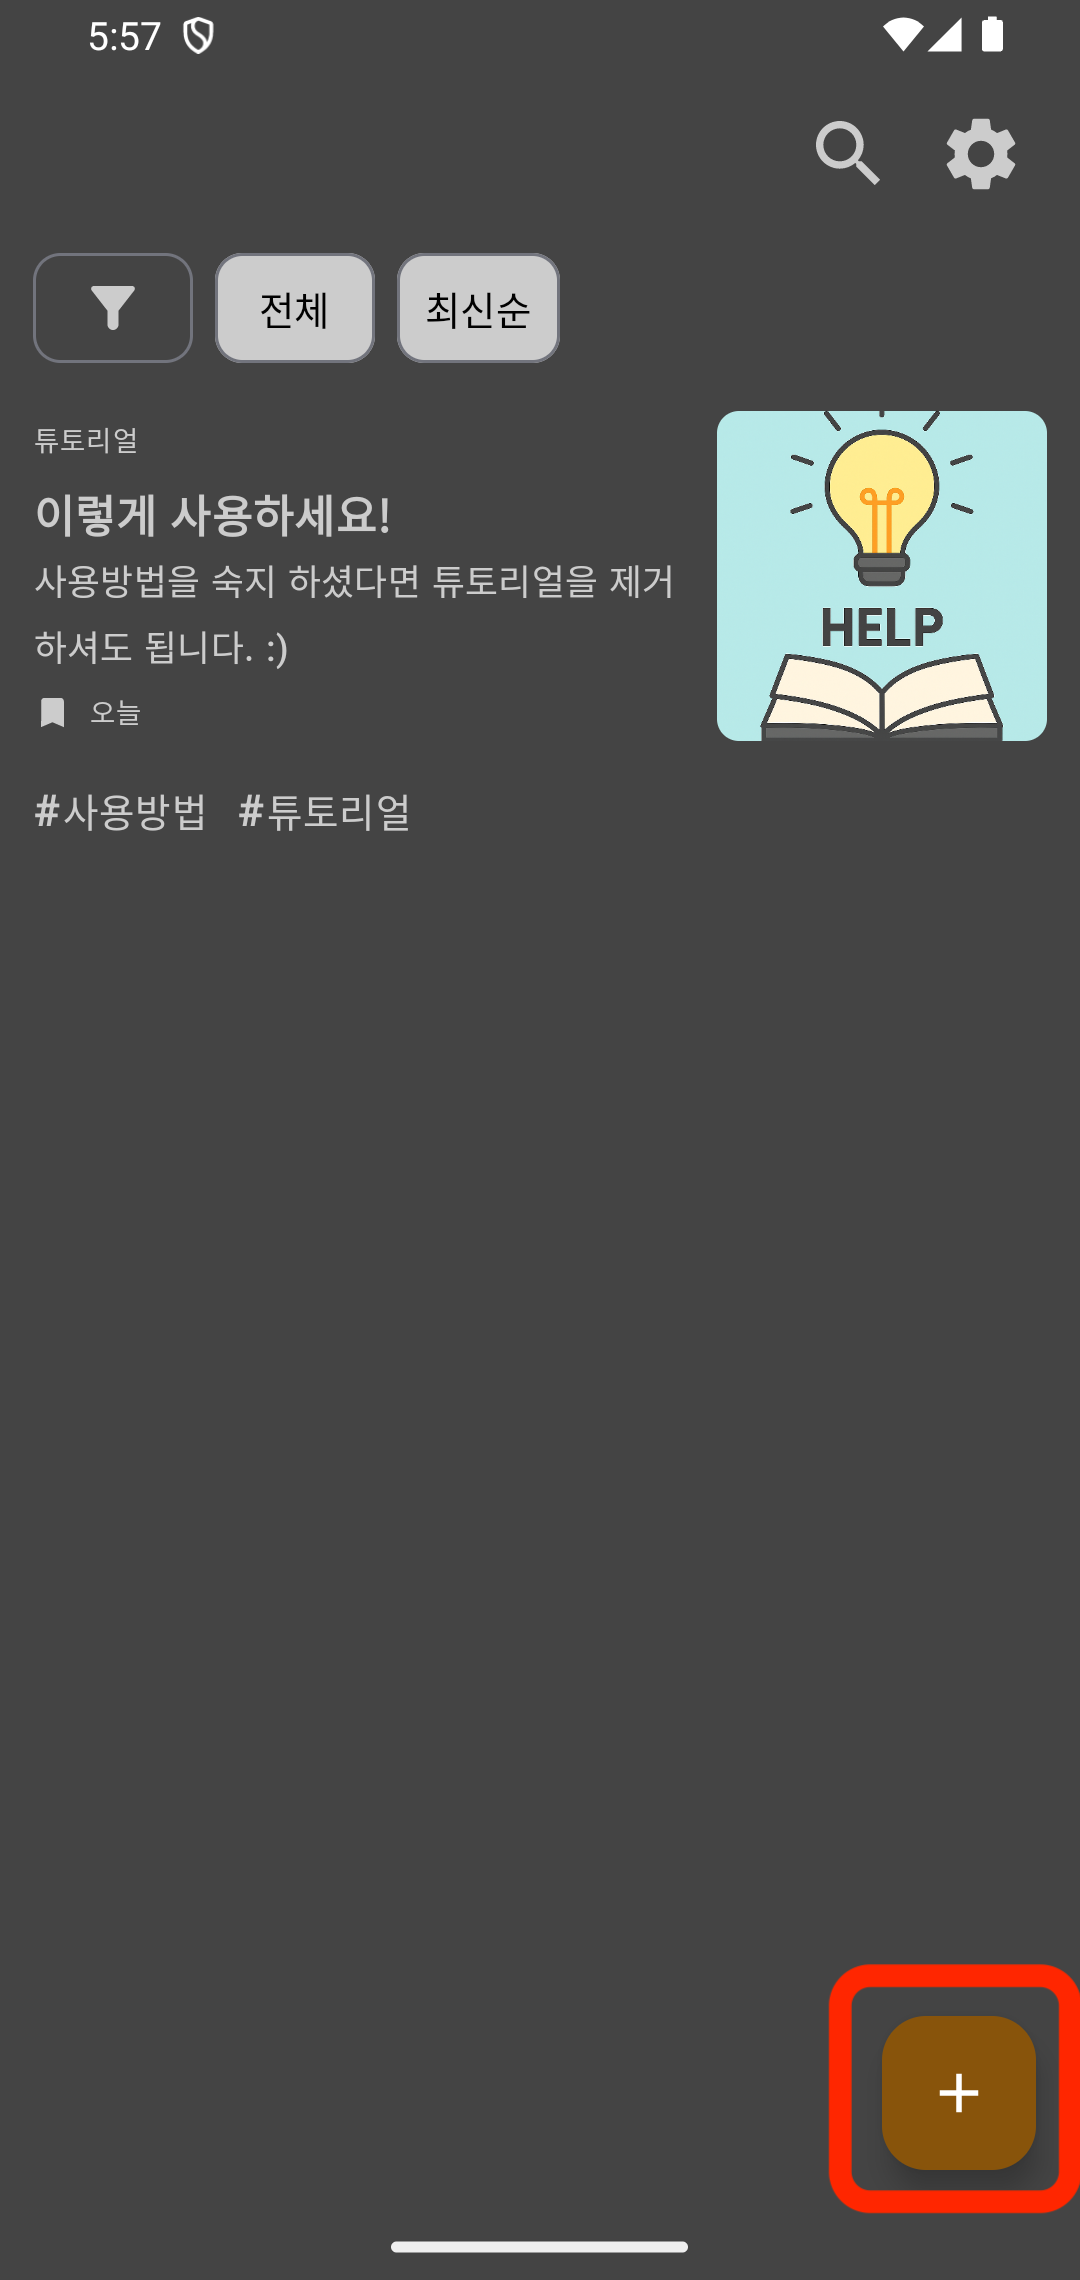 5:57
전체
최신순
튜토리얼
이렇게 사용하세요!
사용방법을 숙지 하셨다면 튜토리얼을 제거
하셔도 됩니다. :)
오늘
HELP
#사용방법 #튜토리얼